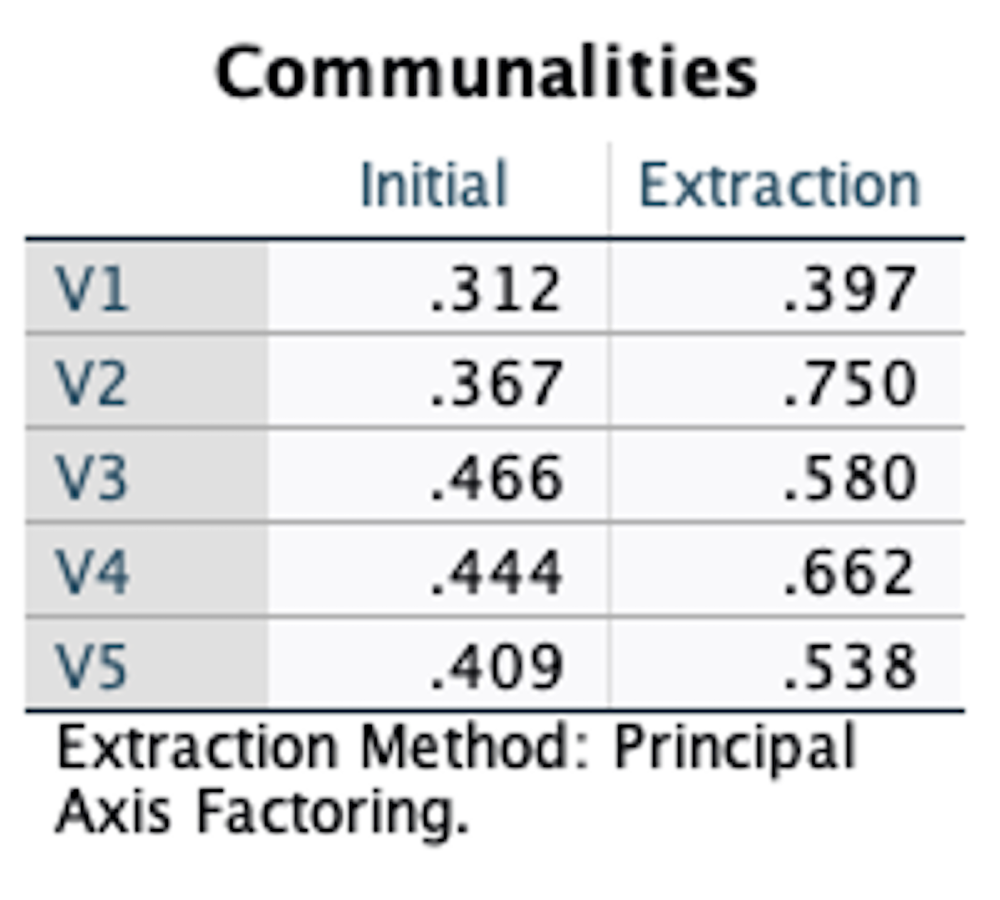 Communalities
Initial Extraction
V1 .312 .397
V2 .367 .750
V3 .466 .580
V4 .444 .662
V5 .409 .538
Extraction Method: Principal
Axis Factoring.